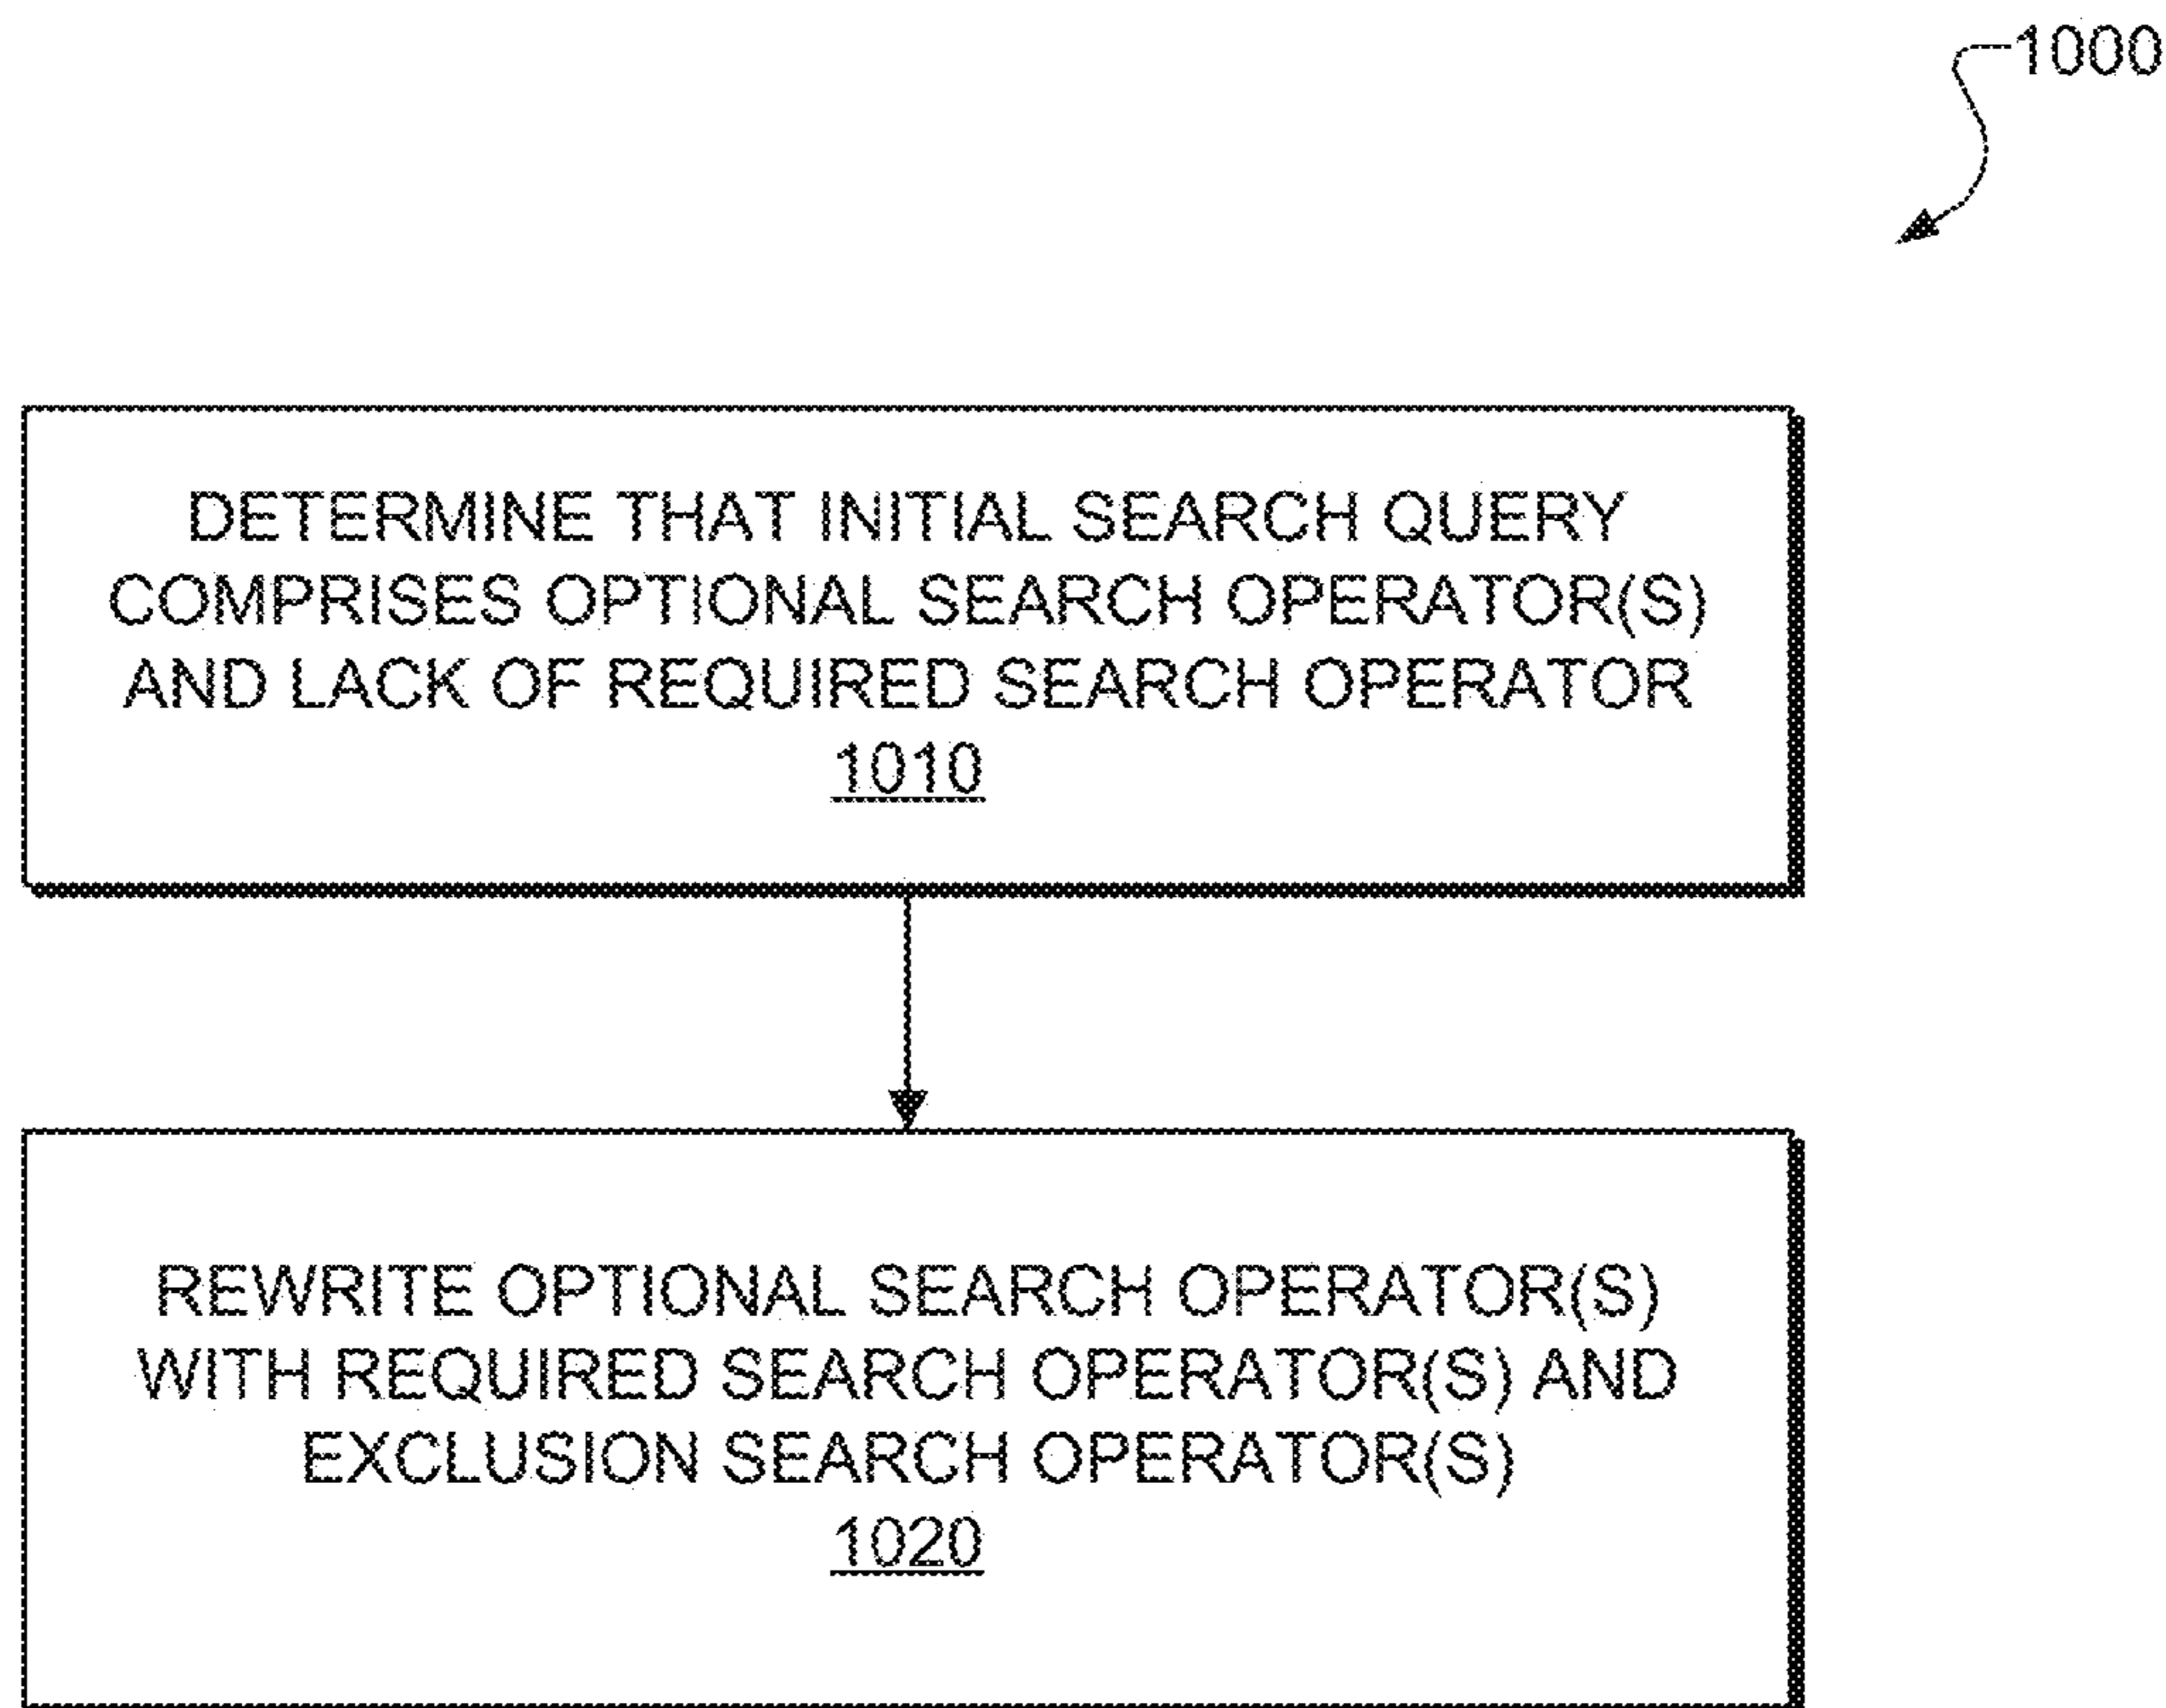 1000
DETERMINE THAT INITIAL SEARCH QUERY
COMPRISES OPTIONAL SEARCH OPERATOR(S)
AND LACK OF REQUIRED SEARCH OPERATOR
1010
REWRITE OPTIONAL SEARCH OPERATOR(S)
WITH REQUIRED SEARCH OPERATOR(S) AND
EXCLUSION SEARCH OPERATOR(S)
1020